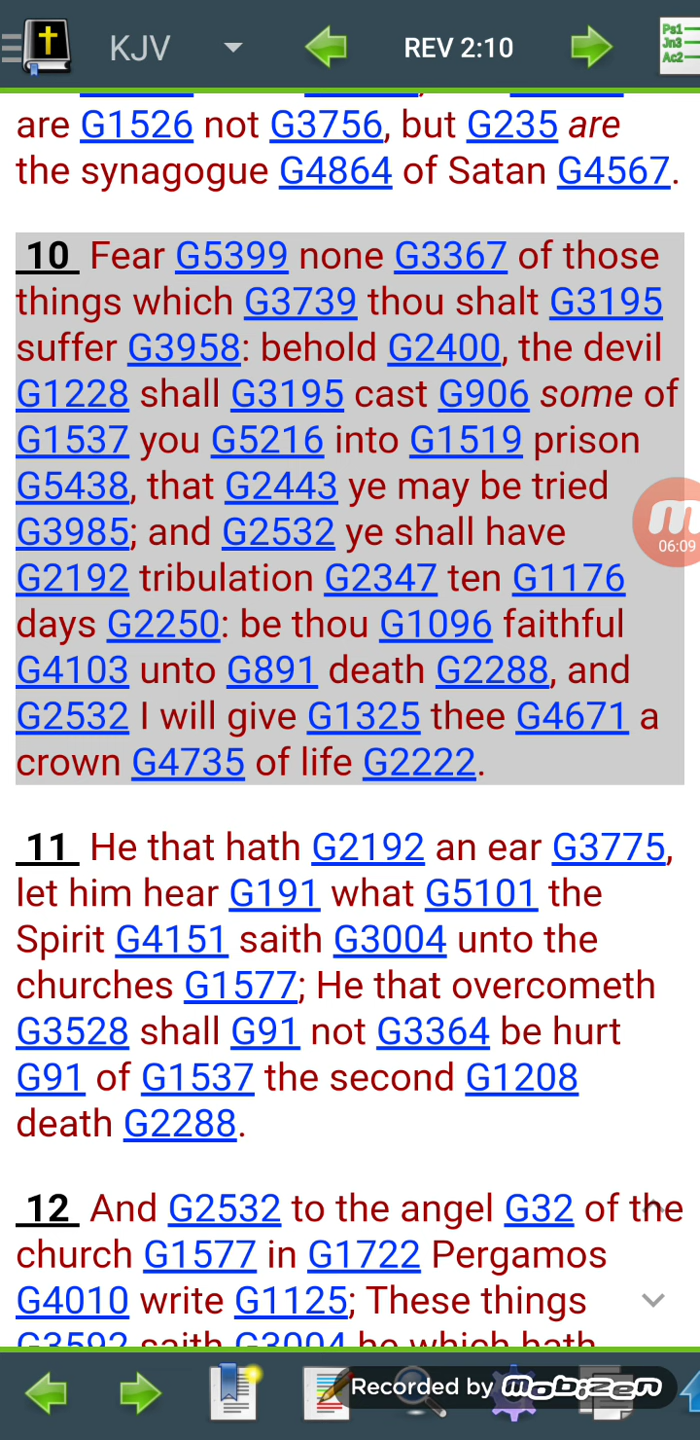 KJV
REV 2:10
Ps1
Jn3
Ac2
are G1526 not G3756, but G235 are
the synagogue G4864 of Satan G4567.
10 Fear G5399 none G3367 of those
things which G3739 thou shalt G3195
suffer G3958: behold G2400, the devil
G1228 shall G3195 cast G906 some of
G1537 you G5216 into G1519 prison
G5438, that G2443 ye may be tried
G3985; and G2532 ye shall have
06:09
G2192 tribulation G2347 ten G1176
days G2250: be thou G1096 faithful
G4103 unto G891 death G2288, and
G2532 I will give G1325 thee G4671 a
crown G4735 of life G2222.
11 He that hath G2192 an ear G3775,
let him hear G191 what G5101 the
Spirit G4151 saith G3004 unto the
churches G1577; He that overcometh
G3528 shall G91 not G3364 be hurt
G91 of G1537 the second G1208
death G2288.
12 And G2532 to the angel G32 of the
church G1577 in G1722 Pergamos
G4010 write G1125; These things
G3592 saith G3004 he which hath
Recorded by mobizen